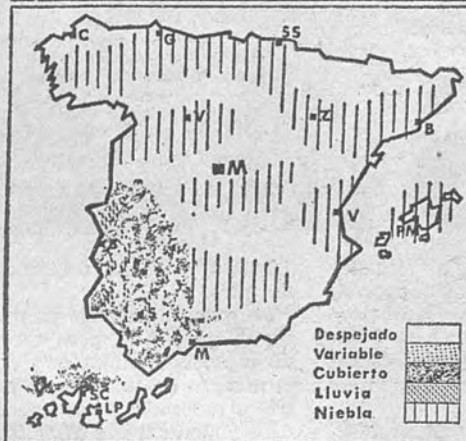 C G SS
V Z B
M
V
PM
M
SC
LP
Despejado
Variable
Cubierto
Lluvia
Niebla